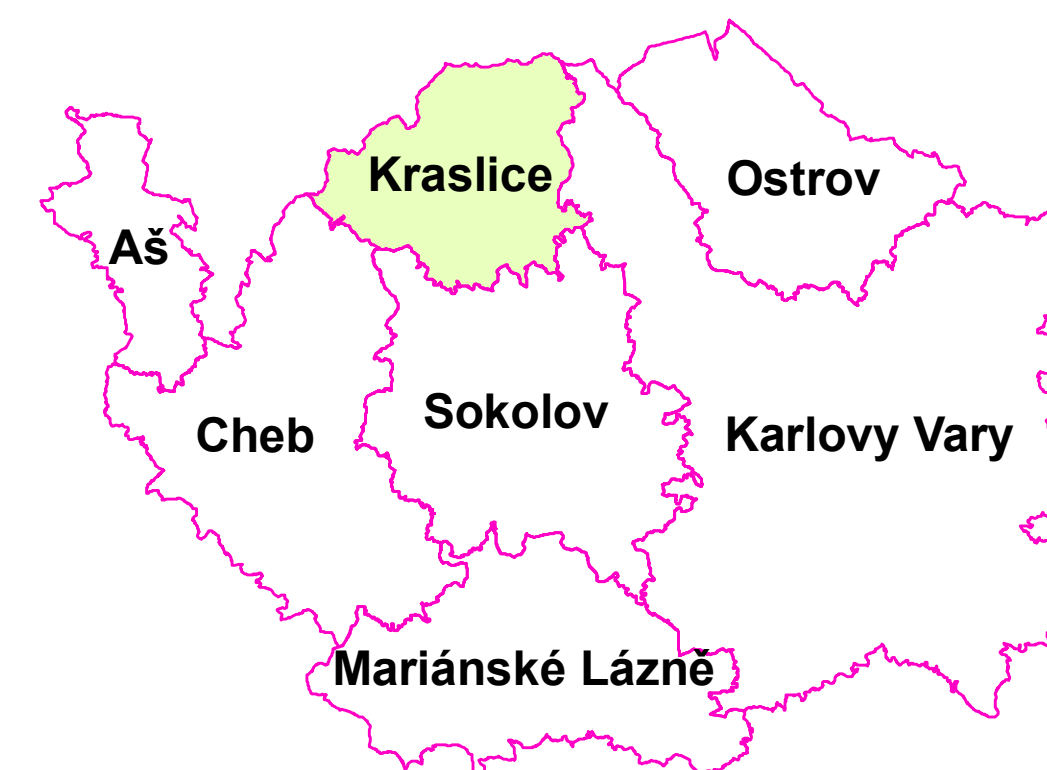 Kraslice
Ostrov
Aš
Sokolov
Cheb
Karlovy Vary
Mariánské Lázně